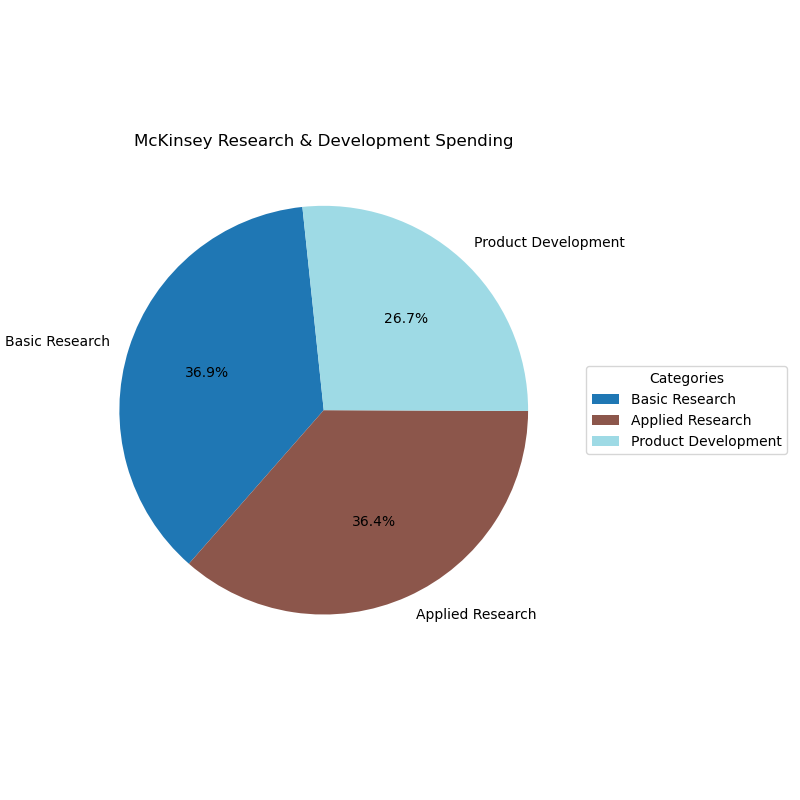 McKinsey Research & Development Spending
Product Development
26.7%
Basic Research
36.9%
Categories
Basic Research
Applied Research
Product Development
36.4%
Applied Research